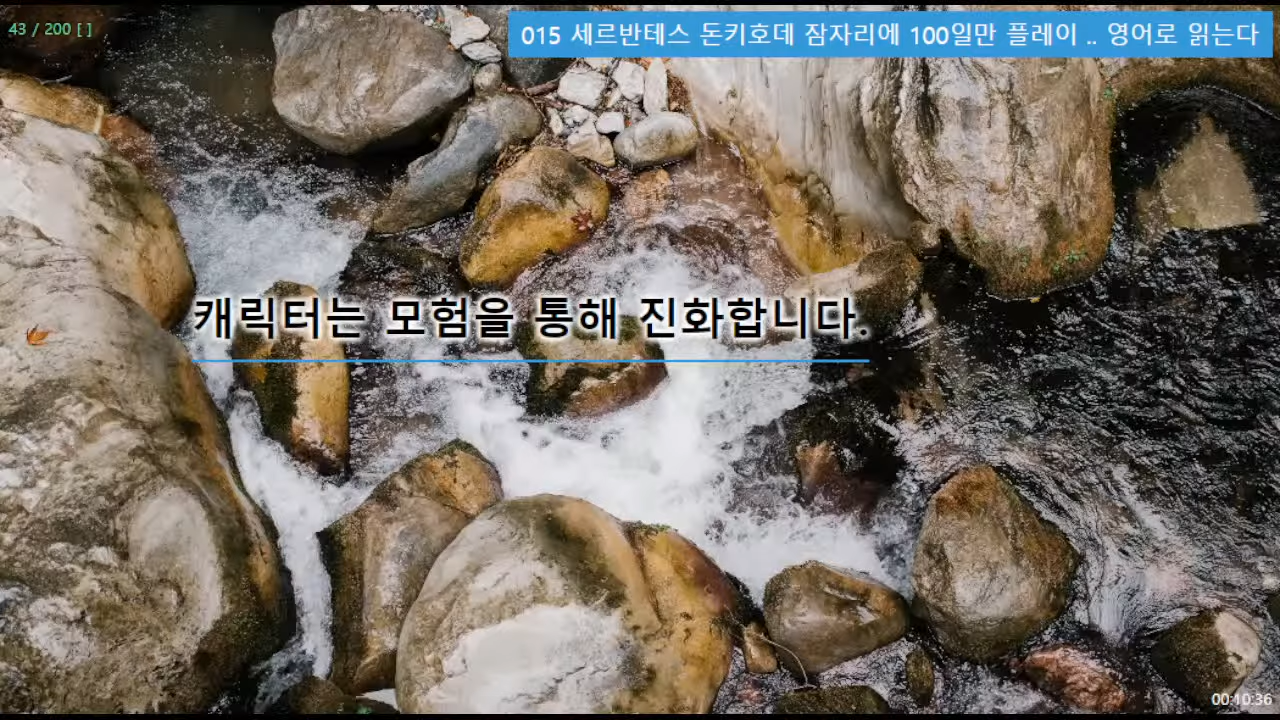 43 / 200 [ ]
015 세르반테스 돈키호데 잠자리에 100일만 플레이 .. 영어로 읽는다
캐릭터는 모험을 통해 진화합니다.
00:10:36